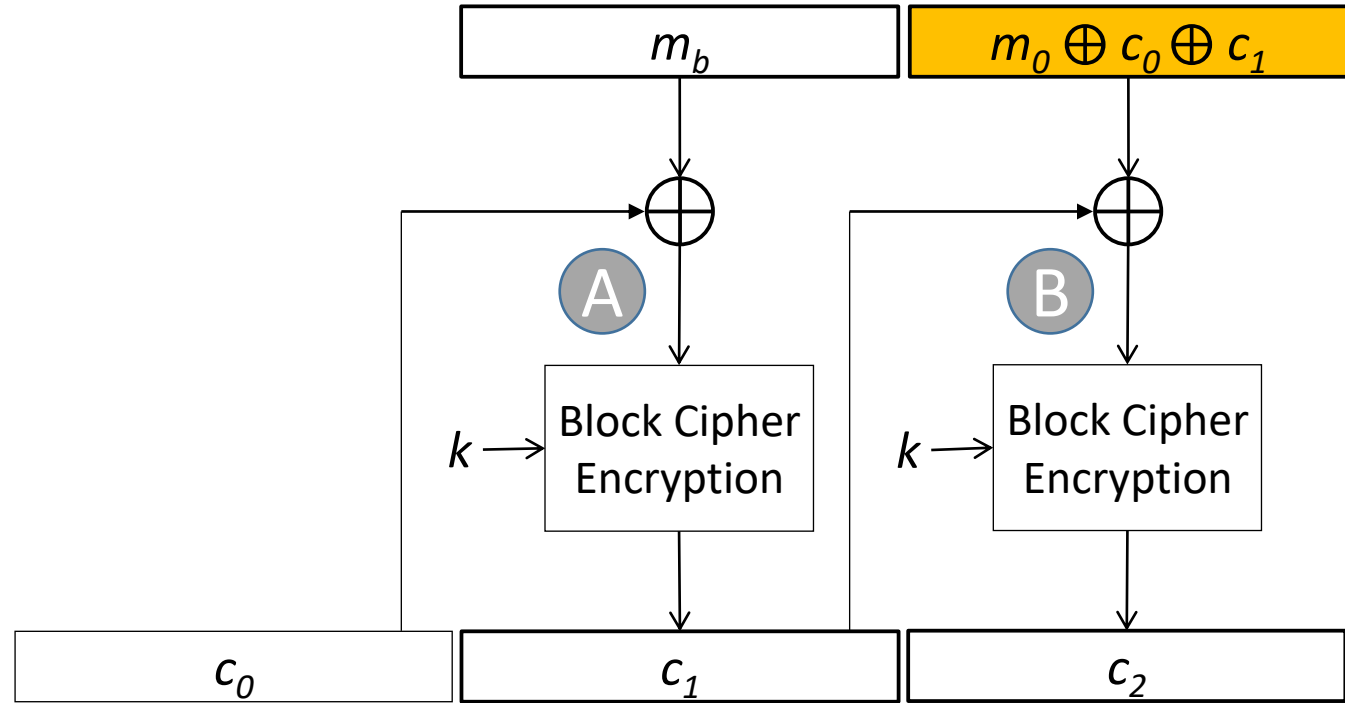 m_b
m_0 ⊕ c_0 ⊕ c_1
A
B
k
Block Cipher
Encryption
k
Block Cipher
Encryption
c_0
c_1
c_2